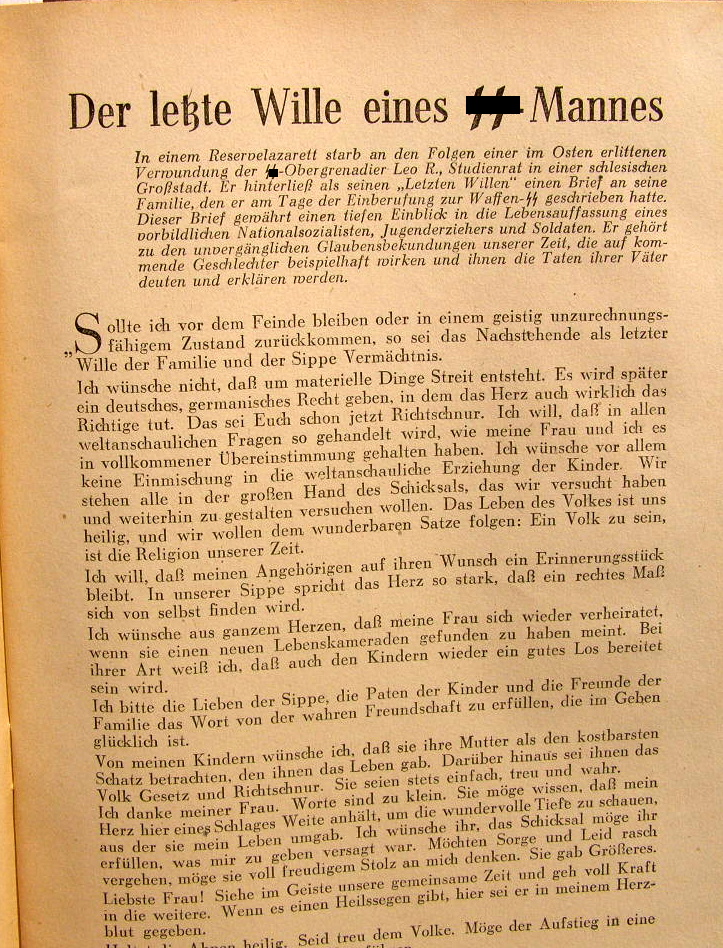 Der letzte Wille eines ϟϟ Mannes
In einem Reservelazarett starb an den Folgen einer im Osten erlittenen
Verwundung der ϟϟ-Obergrenadier Leo R., Studienrat in einer schlesischen
Großstadt. Er hinterließ als seinen „Letzten Willen“ einen Brief an seine
Familie, den er am Tage der Einberufung zur Waffen-ϟϟ geschrieben hatte.
Dieser Brief gewährt einen tiefen Einblick in die Lebensauffassung eines
vorbildlichen Nationalsozialisten, Jugenderziehers und Soldaten. Er gehört
zu den unvergänglichen Glaubensbekundungen unserer Zeit, die auf kom-
mende Geschlechter beispielhaft wirken und ihnen die Taten ihrer Väter
deuten und erklären werden.
„Sollte ich vor dem Feinde bleiben oder in einem geistig unzurechnungs-
fähigem Zustand zurückkommen, so sei das Nachstehende als letzter
Wille der Familie und der Sippe Vermächtnis.
Ich wünsche nicht, daß um materielle Dinge Streit entsteht. Es wird später
ein deutsches, germanisches Recht geben, in dem das Herz auch wirklich das
Richtige tut. Das sei Euch schon jetzt Richtschnur. Ich will, daß in allen
weltanschaulichen Fragen so gehandelt wird, wie meine Frau und ich es
in vollkommener Übereinstimmung gehalten haben. Ich wünsche vor allem
keine Einmischung in die weltanschauliche Erziehung der Kinder. Wir
stehen alle in der großen Hand des Schicksals, das wir versucht haben
und weiterhin zu gestalten versuchen wollen. Das Leben des Volkes ist uns
heilig, und wir wollen dem wunderbaren Satze folgen: Ein Volk zu sein,
ist die Religion unserer Zeit.
Ich will, daß meinen Angehörigen auf ihren Wunsch ein Erinnerungsstück
bleibt. In unserer Sippe spricht das Herz so stark, daß ein rechtes Maß
sich von selbst finden wird.
Ich wünsche aus ganzem Herzen, daß meine Frau sich wieder verheiratet,
wenn sie einen neuen Lebenskameraden gefunden zu haben meint. Bei
ihrer Art weiß ich, daß auch den Kindern wieder ein gutes Los bereitet
sein wird.
Ich bitte die Lieben der Sippe, die Paten der Kinder und die Freunde der
Familie das Wort von der wahren Freundschaft zu erfüllen, die im Geben
glücklich ist.
Von meinen Kindern wünsche ich, daß sie ihre Mutter als den kostbarsten
Schatz betrachten, den ihnen das Leben gab. Darüber hinaus sei ihnen das
Volk Gesetz und Richtschnur. Sie seien stets einfach, treu und wahr.
Ich danke meiner Frau. Worte sind zu klein. Sie möge wissen, daß mein
Herz hier eines Schlages Weite anhält, um die wundervolle Tiefe zu schauen,
aus der sie mein Leben umgab. Ich wünsche ihr, das Schicksal möge ihr
erfüllen, was mir zu geben versagt war. Möchten Sorge und Leid rasch
vergehen, möge sie voll freudigem Stolz an mich denken. Sie gab Größeres.
Liebste Frau! Siehe im Geiste unsere gemeinsame Zeit und geh voll Kraft
in die weitere. Wenn es einen Heilssegen gibt, hier sei er in meinem Herz-
blut gegeben.
Haltet die Ahnen heilig. Seid treu dem Volke. Möge der Aufstieg in eine